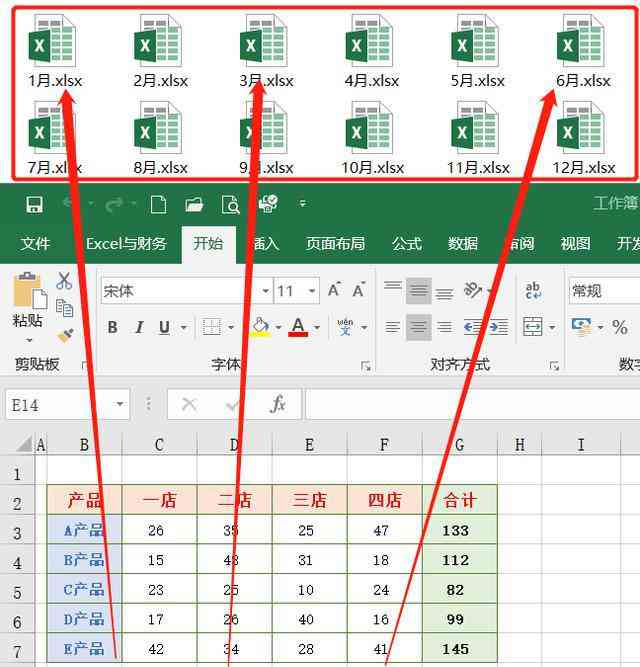 1月.xlsx 2月.xlsx 3月.xlsx 4月.xlsx 5月.xlsx 6月.xlsx
7月.xlsx 8月.xlsx 9月.xlsx 10月.xlsx 11月.xlsx 12月.xlsx
工作簿
文件 Excel与财务 开始 插入 页面布局 公式 数据 审阅 视图 开发
宋体 11 A A ab 常规
粘贴 B I U A wén 文 %
剪贴板 字体 对齐方式 数字
E14 fx
A B C D E F G H I
1
2 产品 一店 二店 三店 四店 合计
3 A产品 26 35 25 47 133
4 B产品 15 48 31 18 112
5 C产品 23 25 10 24 82
6 D产品 17 26 40 16 99
7 E产品 42 34 28 41 145